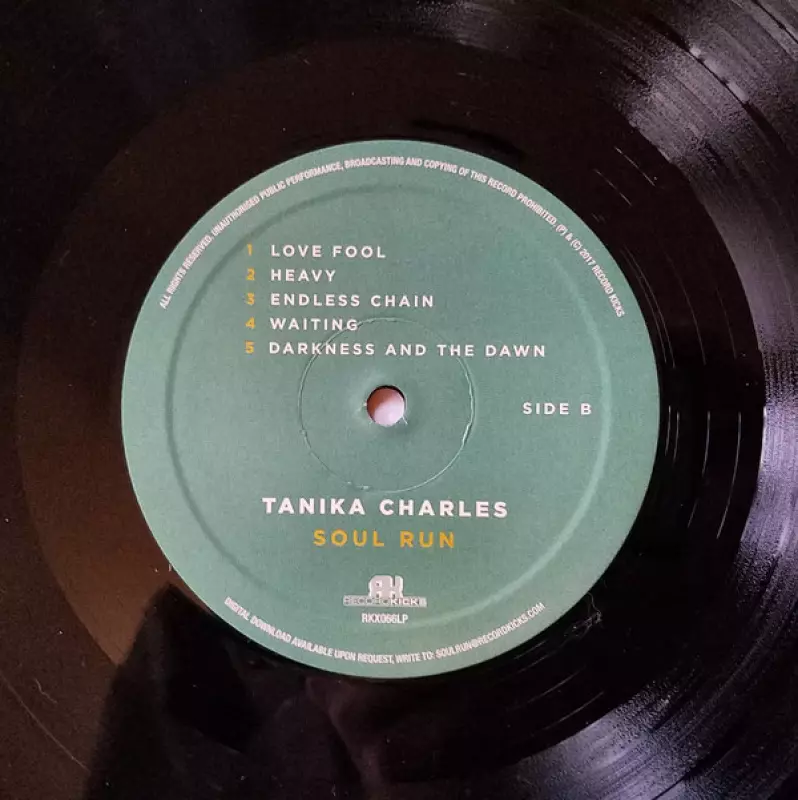 ALL RIGHTS RESERVED. UNAUTHORISED PUBLIC PERFORMANCE, BROADCASTING AND COPYING OF THIS RECORD PROHIBITED. (P) & (C) 2017 RECORD KICKS
1 LOVE FOOL
2 HEAVY
3 ENDLESS CHAIN
4 WAITING
5 DARKNESS AND THE DAWN
SIDE B
TANIKA CHARLES
SOUL RUN
RK
RECORDKICKS
RKX066LP
DIGITAL DOWNLOAD AVAILABLE UPON REQUEST, WRITE TO: SOULRUN@RECORDKICKS.COM